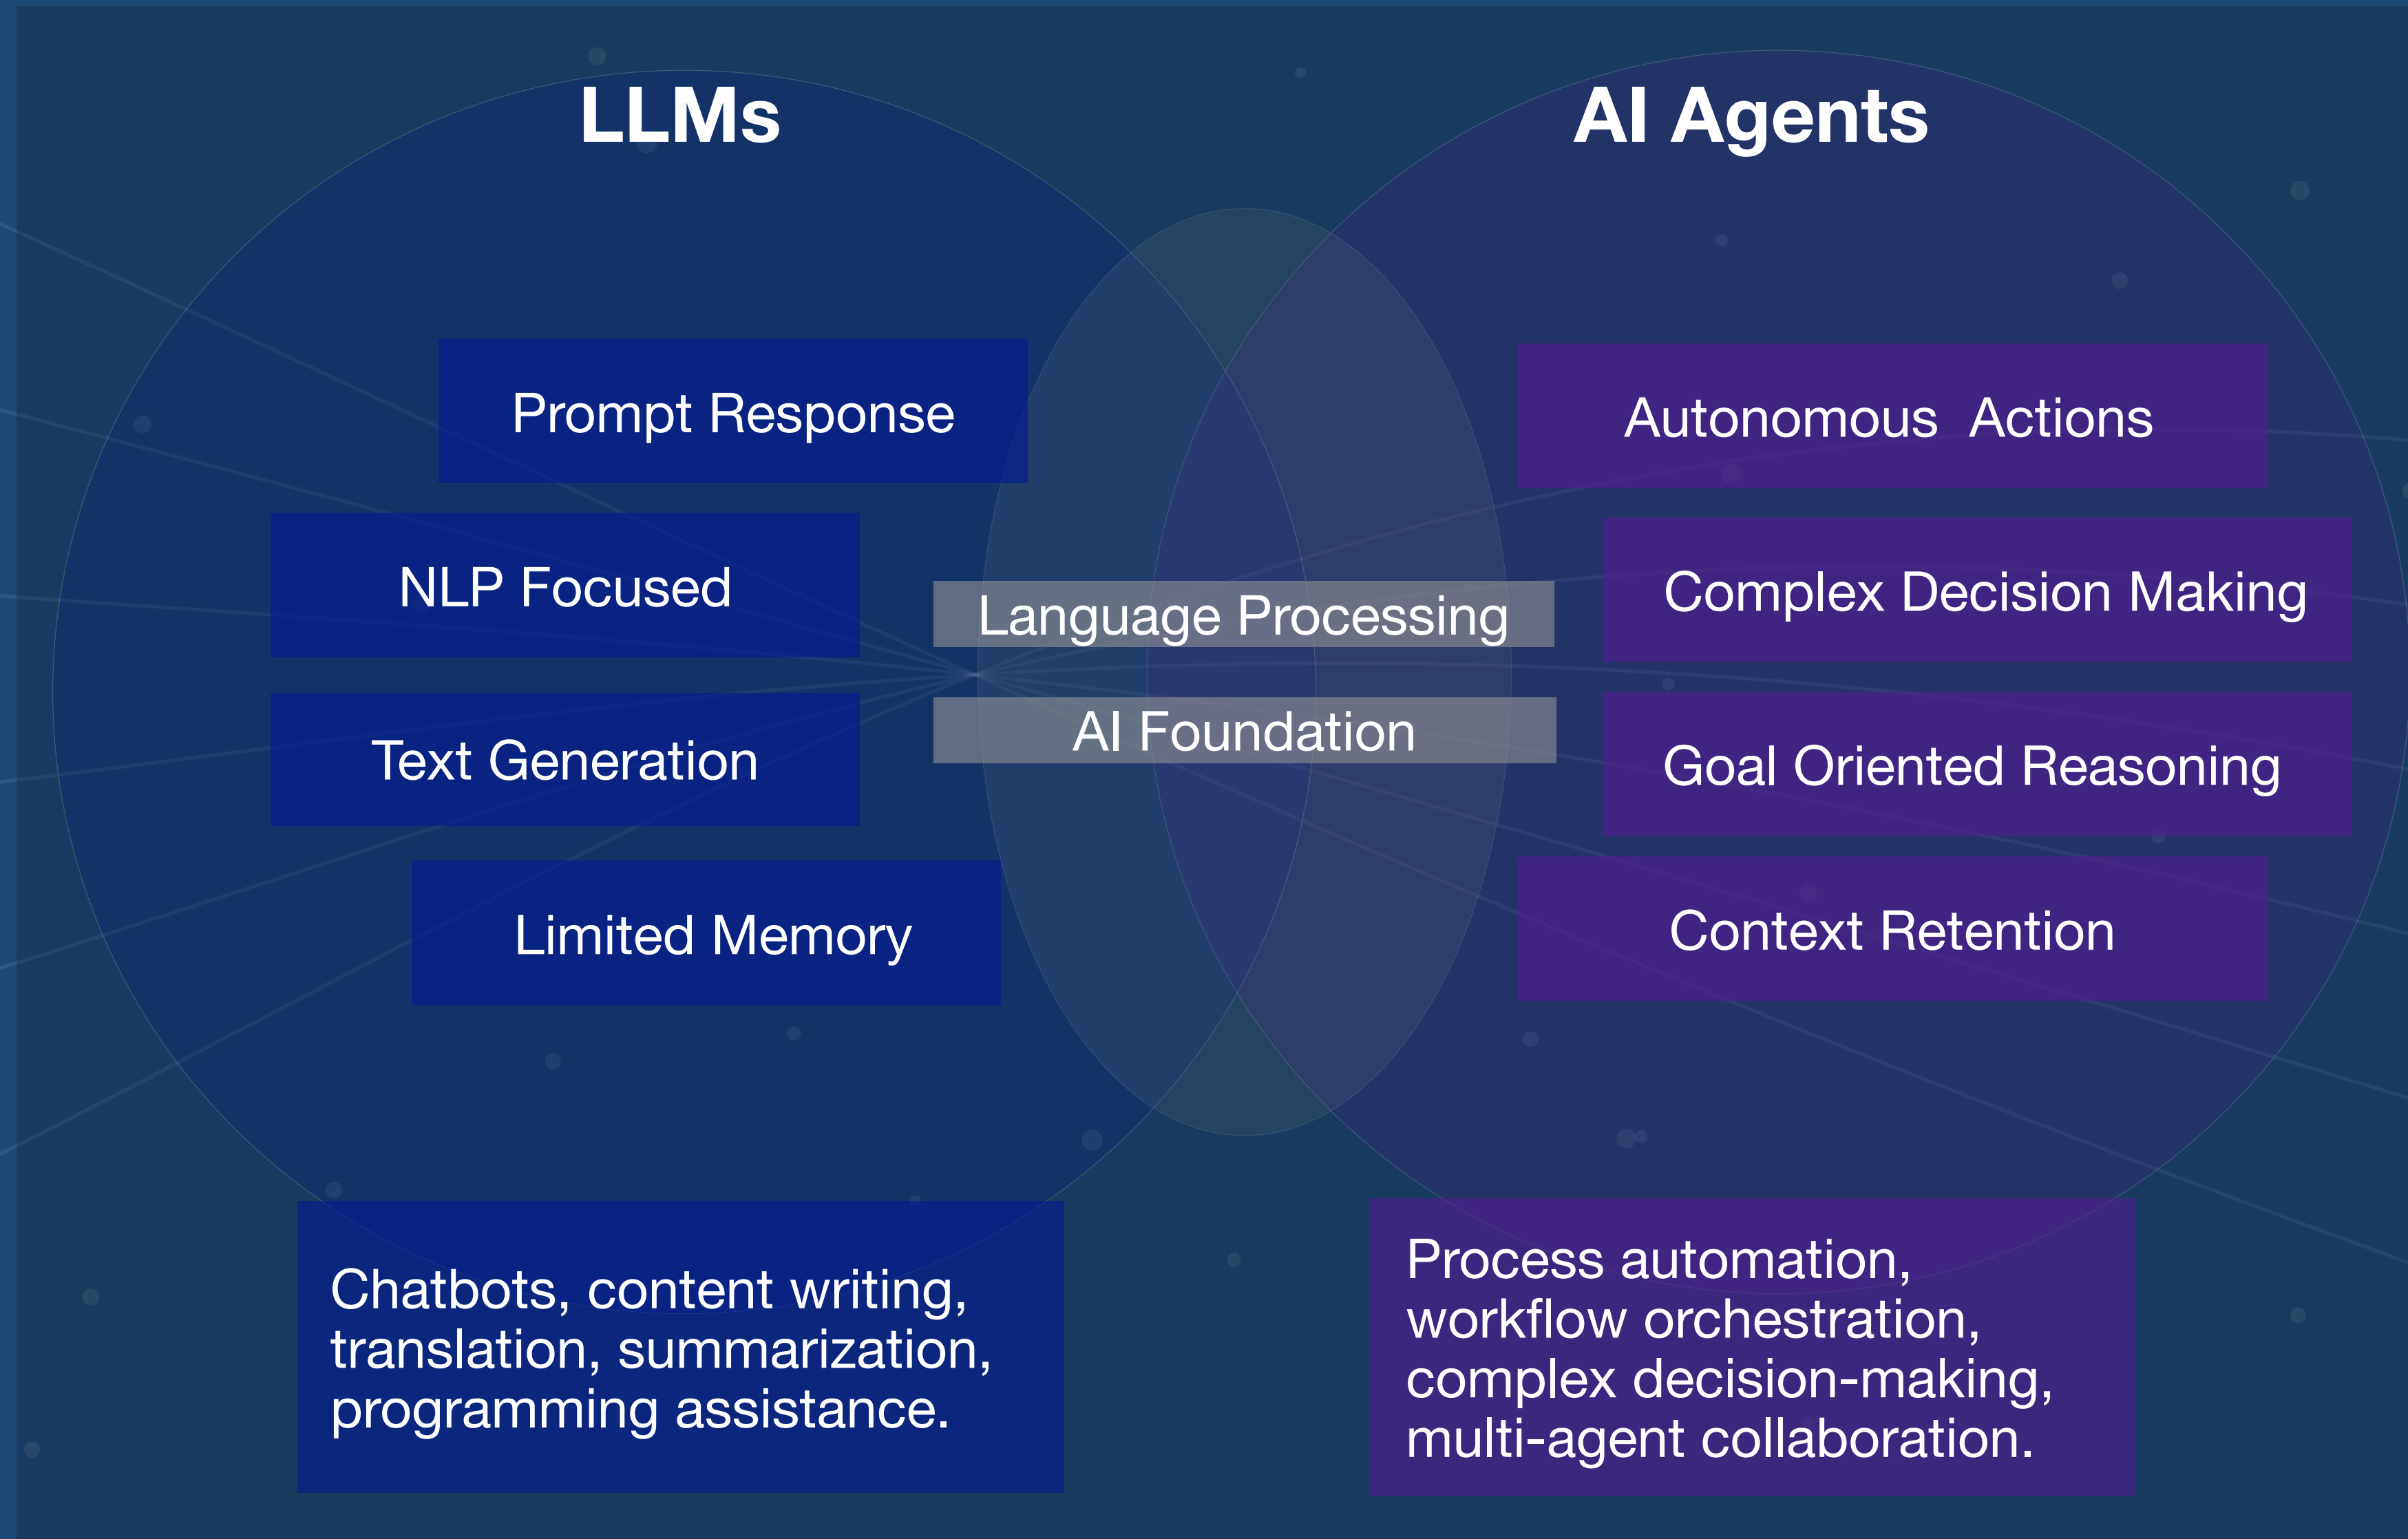 LLMs
AI Agents
Prompt Response
NLP Focused
Text Generation
Limited Memory
Language Processing
AI Foundation
Autonomous  Actions
Complex Decision Making
Goal Oriented Reasoning
Context Retention
Chatbots, content writing,
translation, summarization,
programming assistance.
Process automation,
workflow orchestration,
complex decision-making,
multi-agent collaboration.